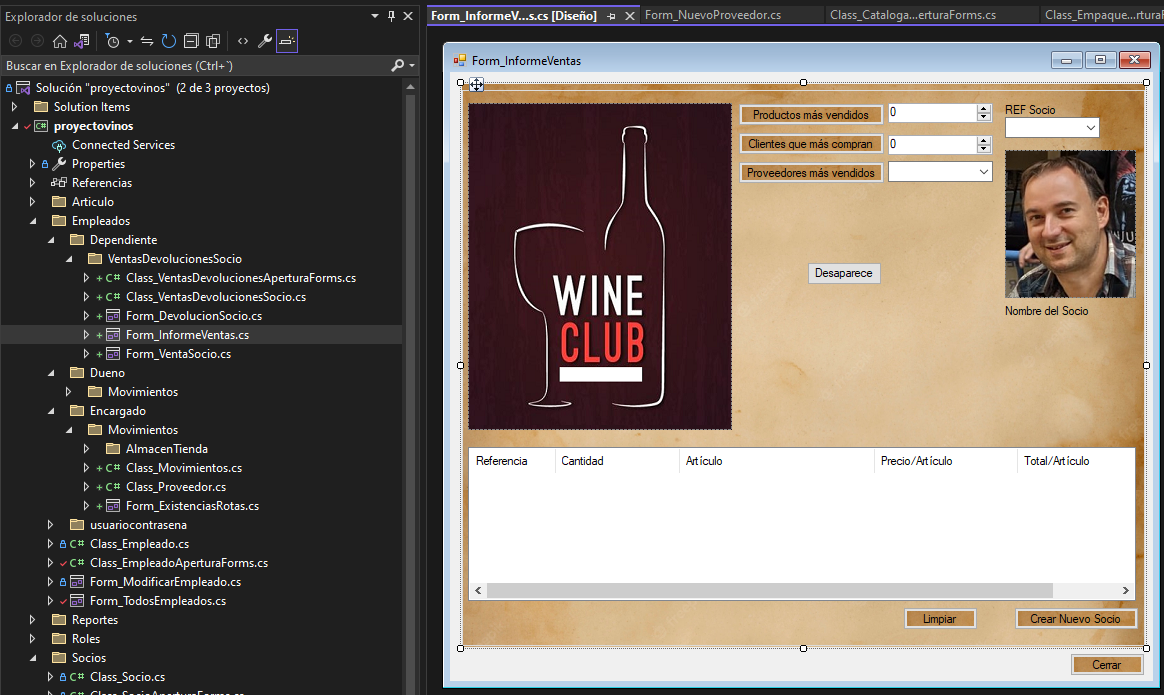 Explorador de soluciones
Buscar en Explorador de soluciones (Ctrl+`)
Solución "proyectovinos" (2 de 3 proyectos)
Solution Items
proyectovinos
Connected Services
Properties
Referencias
Articulo
Empleados
Dependiente
VentasDevolucionesSocio
Class_VentasDevolucionesAperturaForms.cs
Class_VentasDevolucionesSocio.cs
Form_DevolucionSocio.cs
Form_InformeVentas.cs
Form_VentaSocio.cs
Dueno
Movimientos
Encargado
Movimientos
AlmacenTienda
Class_Movimientos.cs
Class_Proveedor.cs
Form_ExistenciasRotas.cs
usuariocontrasena
Class_Empleado.cs
Class_EmpleadoAperturaForms.cs
Form_ModificarEmpleado.cs
Form_TodosEmpleados.cs
Reportes
Roles
Socios
Class_Socio.cs
Class_SocioAperturaForms.cs
Form_InformeV...s.cs [Diseño]
Form_NuevoProveedor.cs
Class_Cataloga...erturaForms.cs
Class_Empaque...rturaF
Form_InformeVentas
WINE
CLUB
Productos más vendidos
0
Clientes que más compran
0
Proveedores más vendidos
REF Socio
Desaparece
Nombre del Socio
Referencia Cantidad Artículo Precio/Artículo Total/Artículo
Limpiar
Crear Nuevo Socio
Cerrar